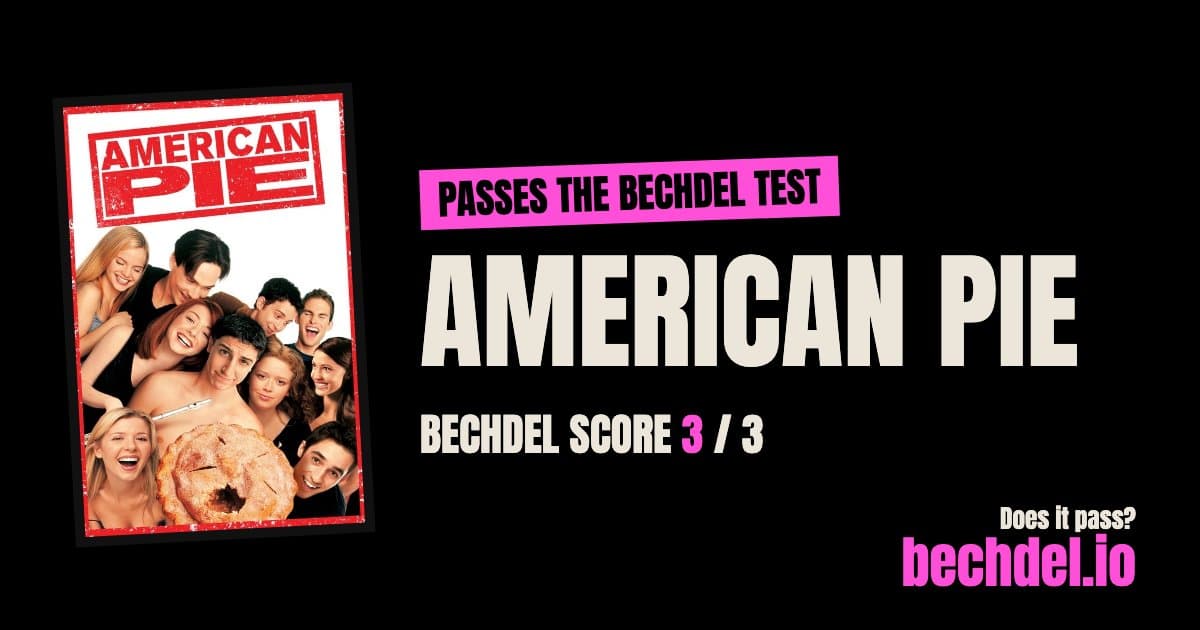 AMERICAN
PIE
PASSES THE BECHDEL TEST
AMERICAN PIE
BECHDEL SCORE 3 / 3
Does it pass?
bechdel.io